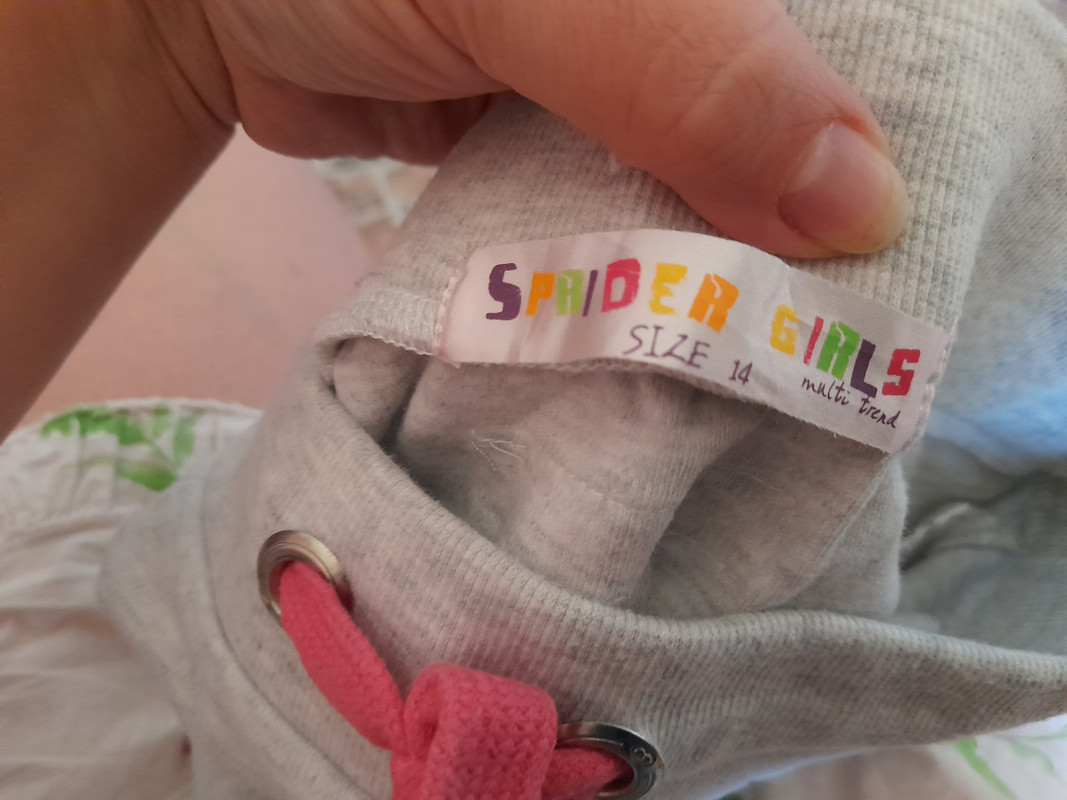 SPAIDER GIRLS
SIZE 14
multi trend